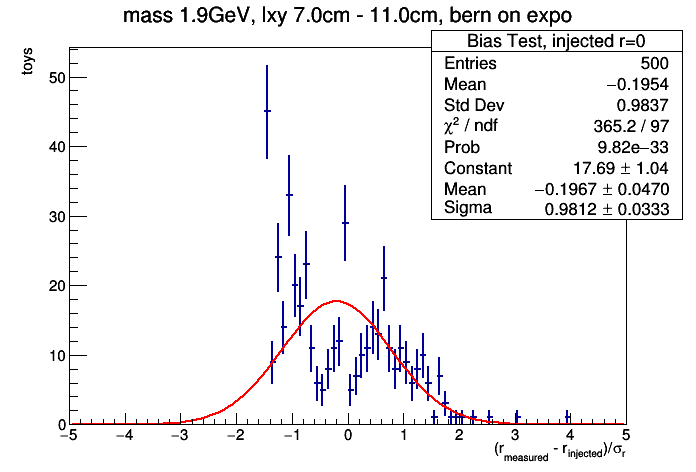 mass 1.9GeV, lxy 7.0cm - 11.0cm, bern on expo
Bias Test, injected r=0
Entries 500
Mean −0.1954
Std Dev 0.9837
χ² / ndf 365.2 / 97
Prob 9.82e−33
Constant 17.69 ± 1.04
Mean −0.1967 ± 0.0470
Sigma 0.9812 ± 0.0333
toys
50
40
30
20
10
0
−5 −4 −3 −2 −1 0 1 2 3 4 5
(r_measured - r_injected)/σ_r